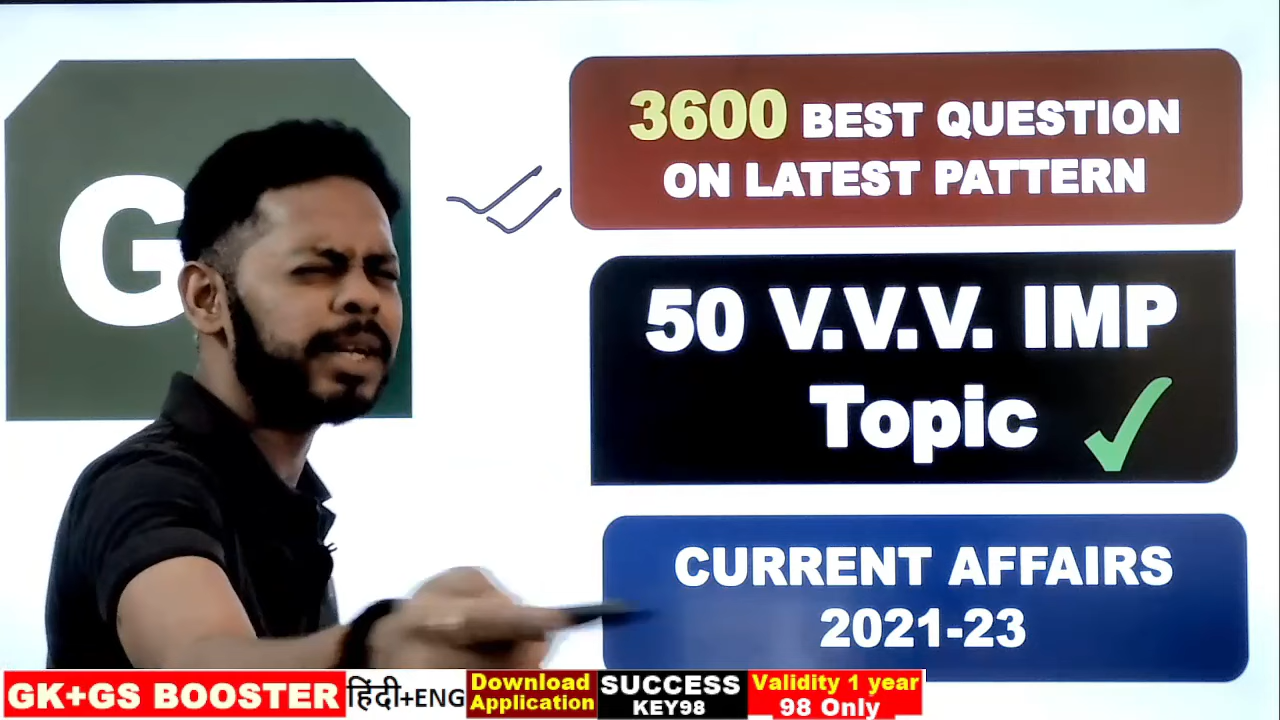 G
3600 BEST QUESTION
ON LATEST PATTERN
50 V.V.V. IMP
Topic
CURRENT AFFAIRS
2021-23
GK+GS BOOSTER
हिंदी+ENG
Download
Application
SUCCESS
KEY98
Validity 1 year
98 Only